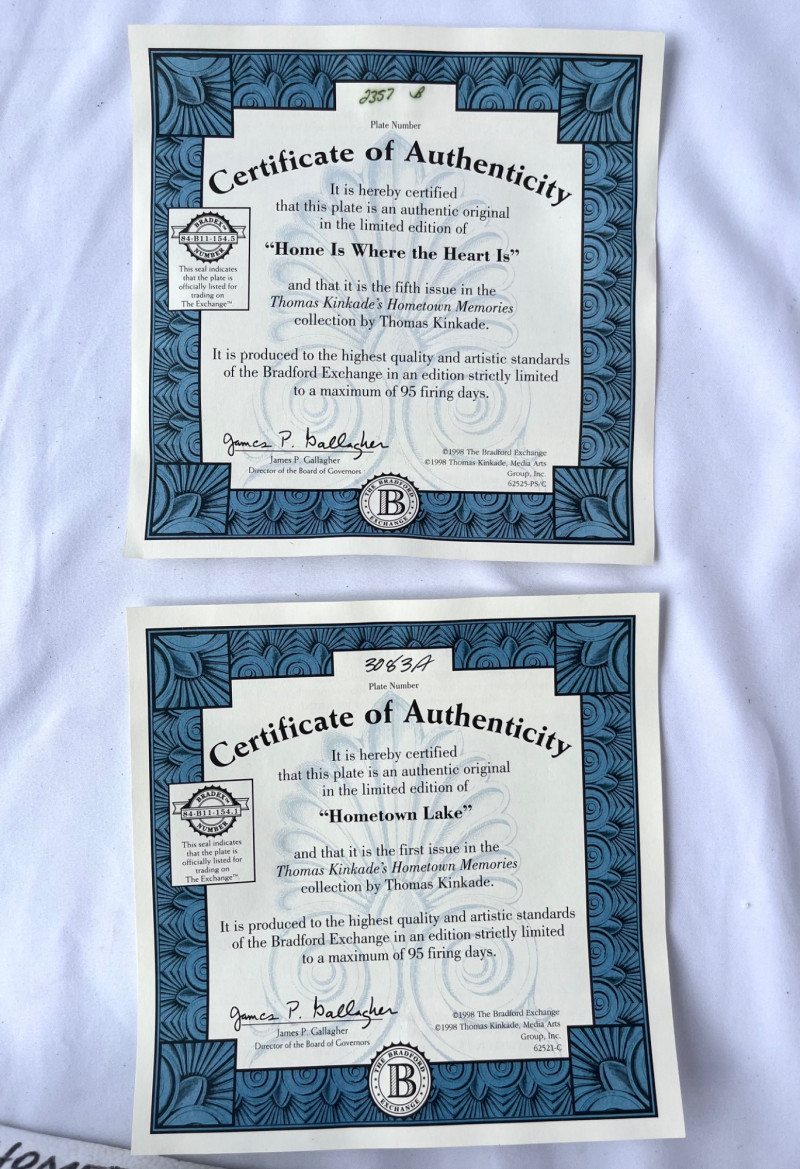 2357 B
Plate Number
Certificate of Authenticity
It is hereby certified
that this plate is an authentic original
in the limited edition of
“Home Is Where the Heart Is”
and that it is the fifth issue in the
Thomas Kinkade's Hometown Memories
collection by Thomas Kinkade.
It is produced to the highest quality and artistic standards
of the Bradford Exchange in an edition strictly limited
to a maximum of 95 firing days.
BRADEX™
84-B11-154.5
NUMBER
This seal indicates
that the plate is
officially listed for
trading on
The Exchange™.
James P. Gallagher
James P. Gallagher
Director of the Board of Governors
©1998 The Bradford Exchange
©1998 Thomas Kinkade, Media Arts
Group, Inc.
62525-PS/C
THE BRADFORD
B
EXCHANGE
3083A
Plate Number
Certificate of Authenticity
It is hereby certified
that this plate is an authentic original
in the limited edition of
“Hometown Lake”
and that it is the first issue in the
Thomas Kinkade's Hometown Memories
collection by Thomas Kinkade.
It is produced to the highest quality and artistic standards
of the Bradford Exchange in an edition strictly limited
to a maximum of 95 firing days.
BRADEX™
84-B11-154.1
NUMBER
This seal indicates
that the plate is
officially listed for
trading on
The Exchange™.
James P. Gallagher
James P. Gallagher
Director of the Board of Governors
©1998 The Bradford Exchange
©1998 Thomas Kinkade, Media Arts
Group, Inc.
62521-C
THE BRADFORD
B
EXCHANGE